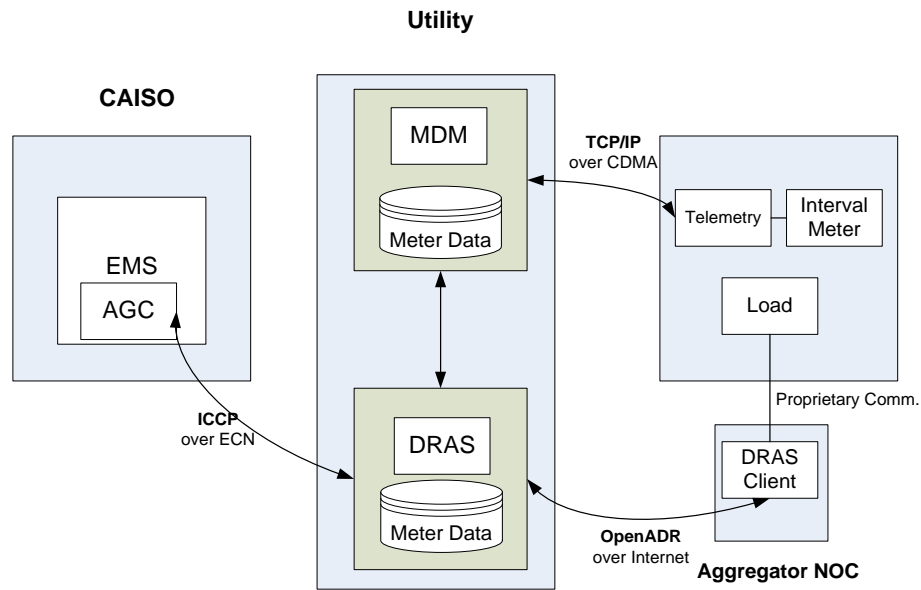 Utility
CAISO
EMS
AGC
MDM
Meter Data
TCP/IP
over CDMA
Telemetry
Interval
Meter
Load
Proprietary Comm.
ICCP
over ECN
DRAS
Meter Data
DRAS
Client
OpenADR
over Internet
Aggregator NOC